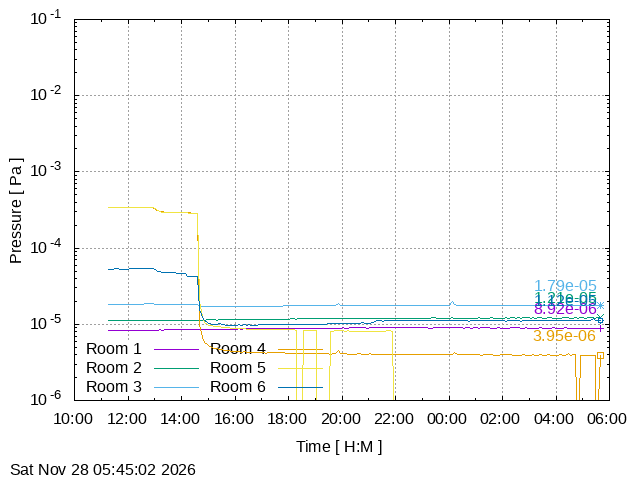 10^-1
10^-2
10^-3
10^-4
10^-5
10^-6
Pressure [ Pa ]
1.79e-05
8.92e-06
3.95e-06
Room 1 Room 4
Room 2 Room 5
Room 3 Room 6
10:00 12:00 14:00 16:00 18:00 20:00 22:00 00:00 02:00 04:00 06:00
Time [ H:M ]
Sat Nov 28 05:45:02 2026